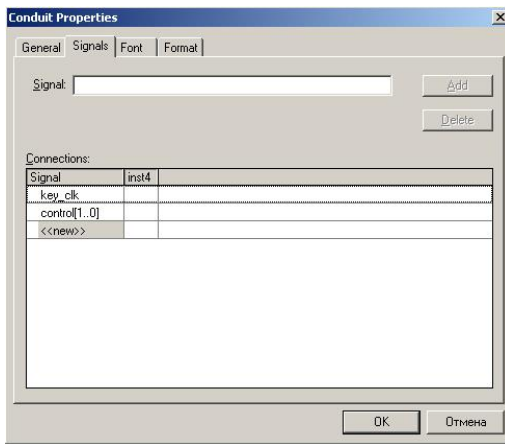 Conduit Properties
General Signals Font Format
Signal: Add
Delete
Connections:
Signal inst4
key_clk
control[1..0]
<<new>>
OK Отмена